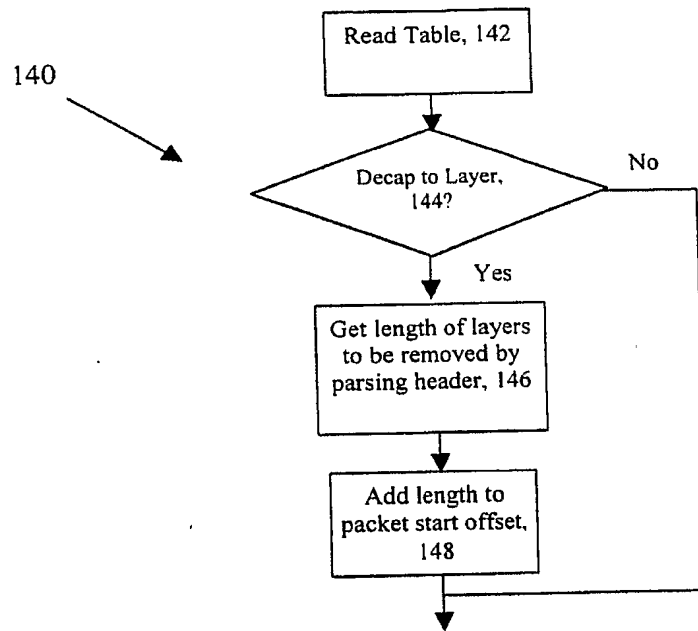 Read Table, 142
140
Decap to Layer,
144?
No
Yes
Get length of layers
to be removed by
parsing header, 146
Add length to
packet start offset,
148